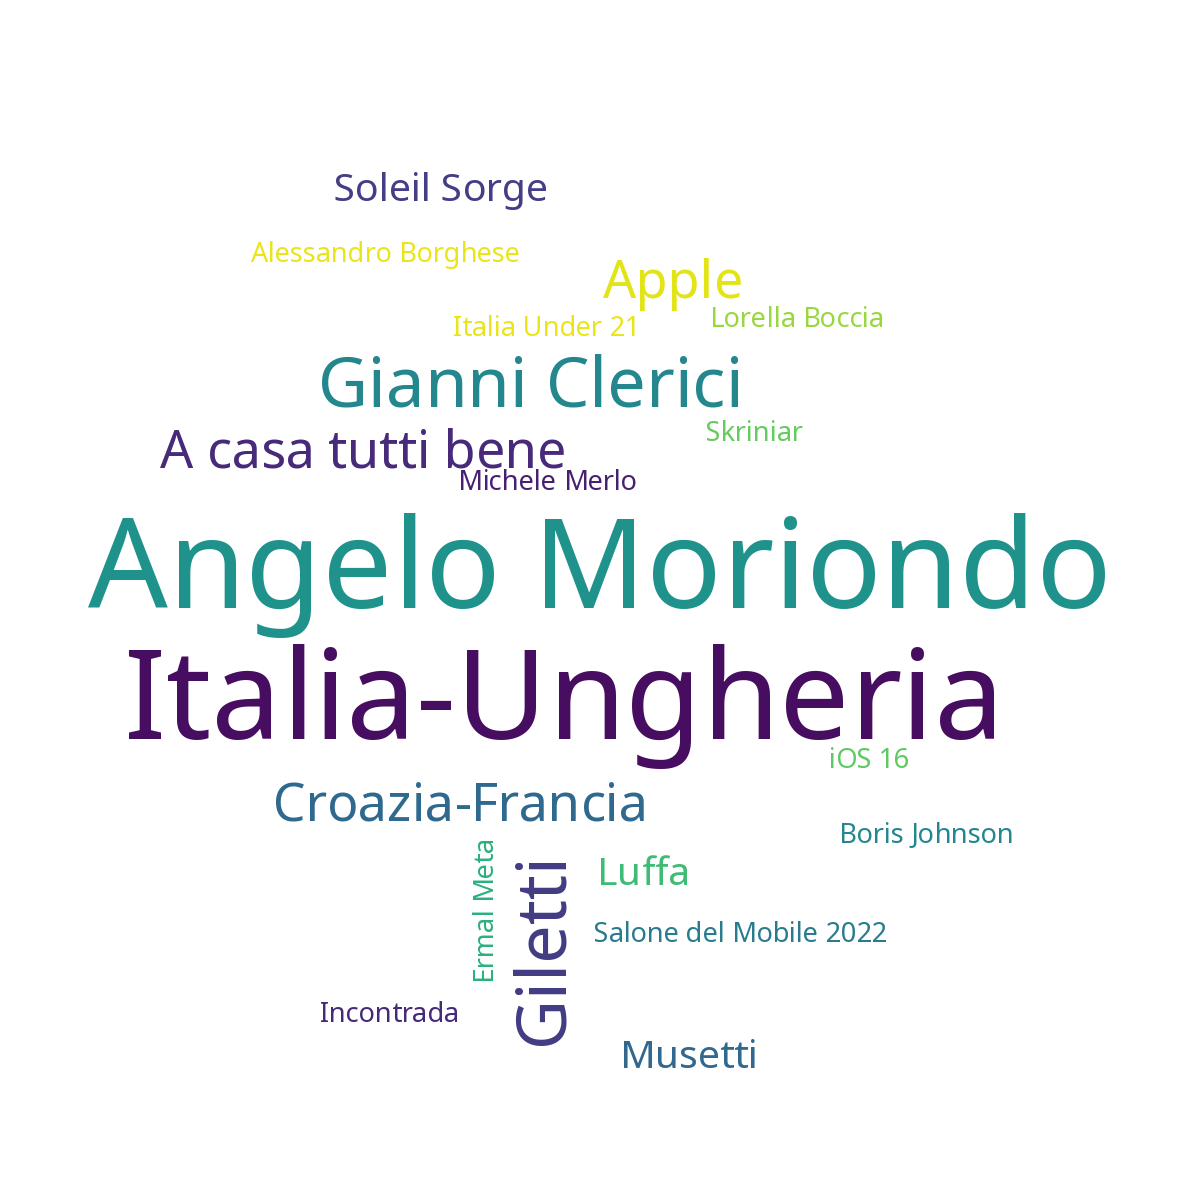 Soleil Sorge
Alessandro Borghese
Apple
Lorella Boccia
Italia Under 21
Gianni Clerici
Skriniar
A casa tutti bene
Michele Merlo
Angelo Moriondo
Italia-Ungheria
iOS 16
Croazia-Francia
Boris Johnson
Ermal Meta
Giletti
Luffa
Salone del Mobile 2022
Incontrada
Musetti